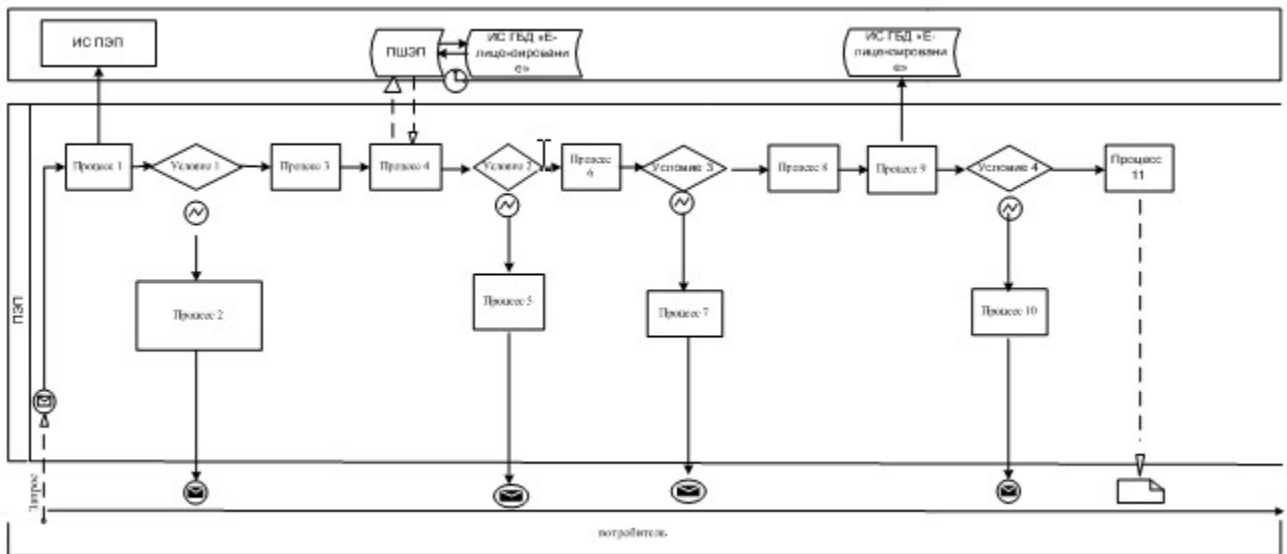 ИС ПЭП
ПШЭП
ИС ГБД «Е-
лицензировани
е»
ИС ГБД «Е-
лицензировани
е»
Процесс 1
Условие 1
Процесс 3
Процесс 4
Условие 2
Процесс
6
Условие 3
Процесс 8
Процесс 9
Условие 4
Процесс
11
Процесс 2
Процесс 5
Процесс 7
Процесс 10
ПЭП
Запрос
потребитель